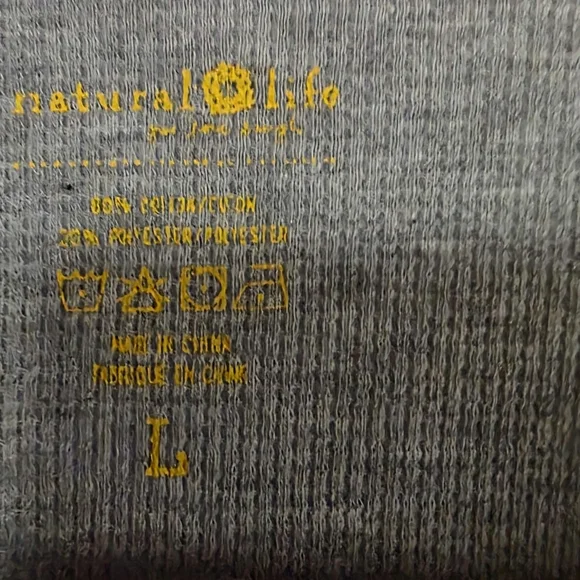 natural life
80% COTTON/COTON
20% POLYESTER/POLYESTER
MADE IN CHINA
FABRIQUE EN CHINE
L